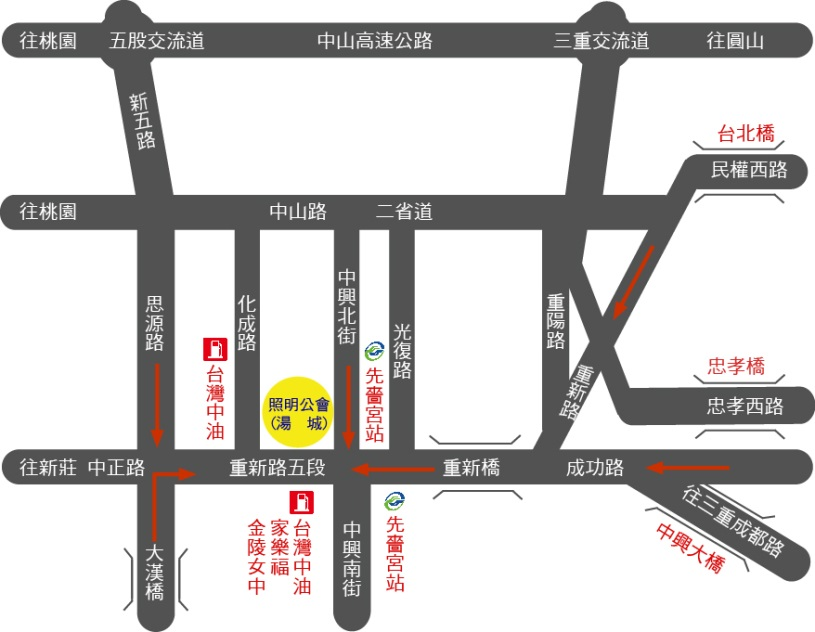 往桃園 五股交流道 中山高速公路 三重交流道 往圓山
新五路
台北橋
民權西路
往桃園 中山路 二省道
思源路
化成路
中興北街
光復路
重陽路
重新路
台灣中油
先嗇宮站
照明公會
(湯 城)
忠孝橋
忠孝西路
往新莊 中正路 重新路五段 重新橋 成功路
往三重成都路
中興大橋
大漢橋
台灣中油
家樂福
金陵女中
中興南街
先嗇宮站